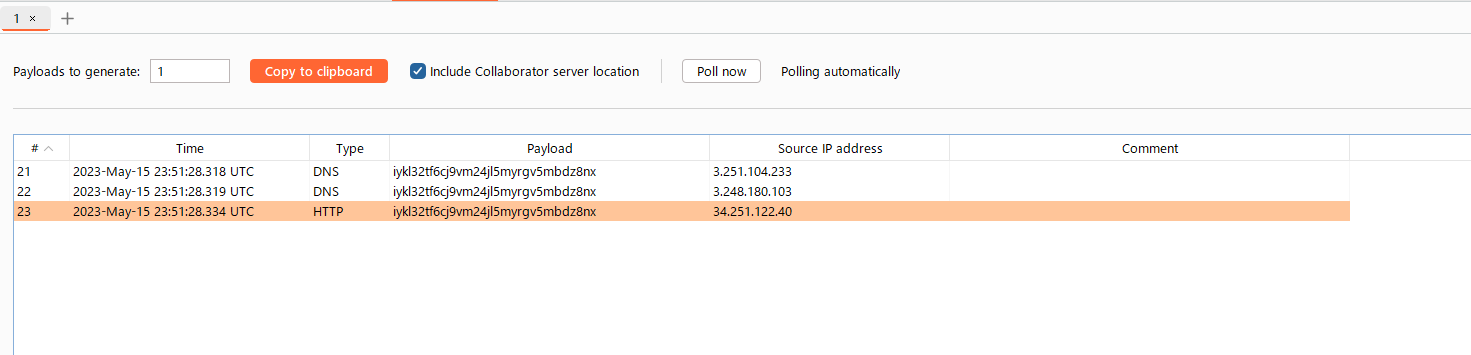 1 × +
Payloads to generate: 1 Copy to clipboard Include Collaborator server location Poll now Polling automatically
# Time Type Payload Source IP address Comment
21 2023-May-15 23:51:28.318 UTC DNS iykl32tf6cj9vm24jl5myrgv5mbdz8nx 3.251.104.233
22 2023-May-15 23:51:28.319 UTC DNS iykl32tf6cj9vm24jl5myrgv5mbdz8nx 3.248.180.103
23 2023-May-15 23:51:28.334 UTC HTTP iykl32tf6cj9vm24jl5myrgv5mbdz8nx 34.251.122.40